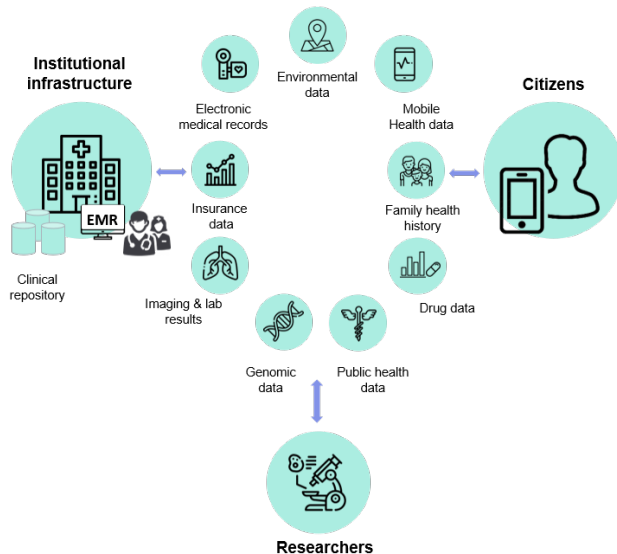 Institutional
infrastructure
EMR
Clinical
repository
Electronic
medical records
Environmental
data
Mobile
Health data
Citizens
Insurance
data
Family health
history
Imaging & lab
results
Drug data
Genomic
data
Public health
data
Researchers